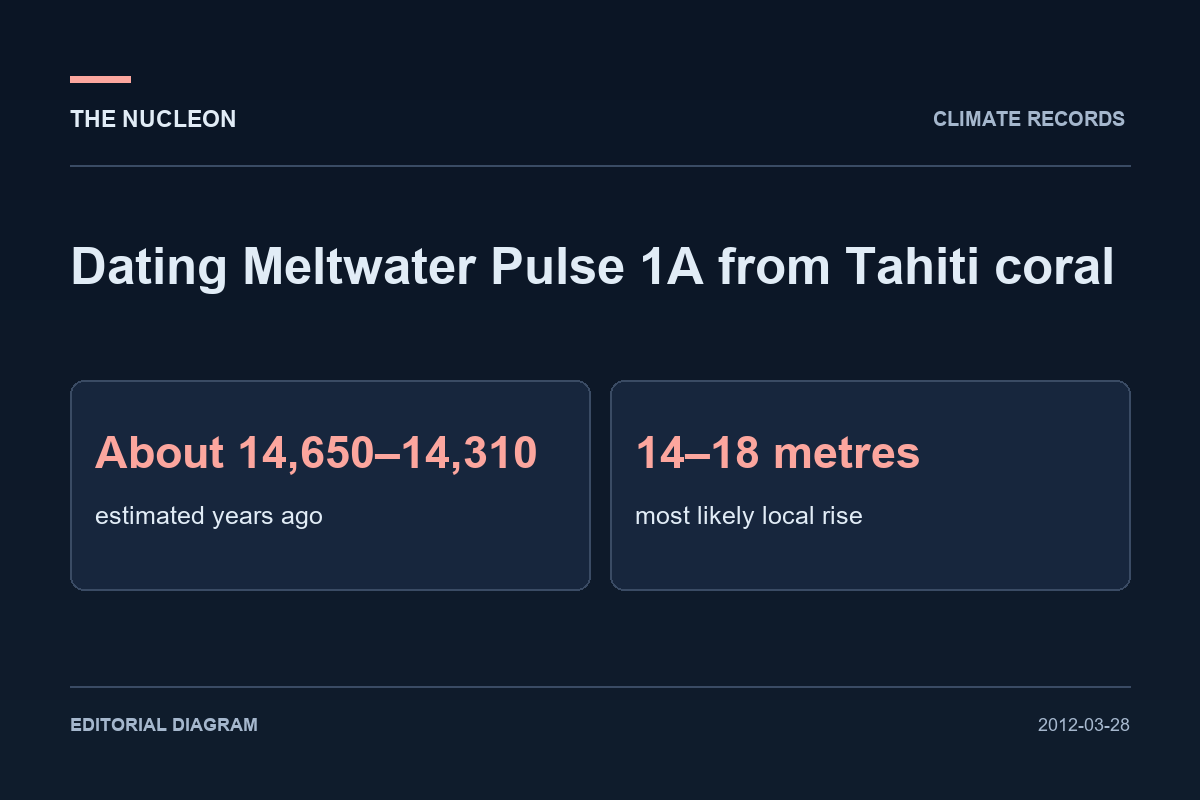 THE NUCLEON
CLIMATE RECORDS
Dating Meltwater Pulse 1A from Tahiti coral
About 14,650–14,310
estimated years ago
14–18 metres
most likely local rise
EDITORIAL DIAGRAM
2012-03-28